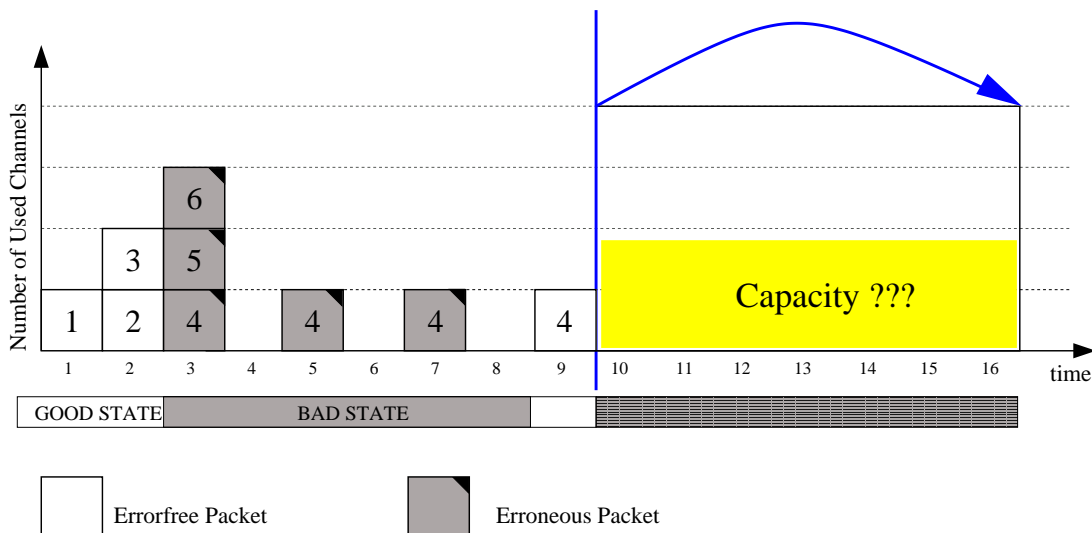 Number of Used Channels
6
3 5
1 2 4 4 4 4
Capacity ???
1 2 3 4 5 6 7 8 9 10 11 12 13 14 15 16
time
GOOD STATE BAD STATE
Errorfree Packet Erroneous Packet